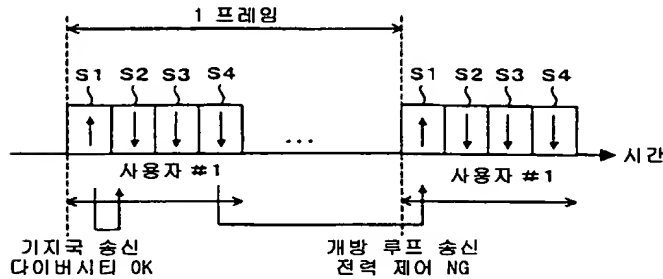 1 프레임
S1 S2 S3 S4 S1 S2 S3 S4
...
시간
사용자 #1 사용자 #1
기지국 송신 개방 루프 송신
다이버시티 OK 전력 제어 NG